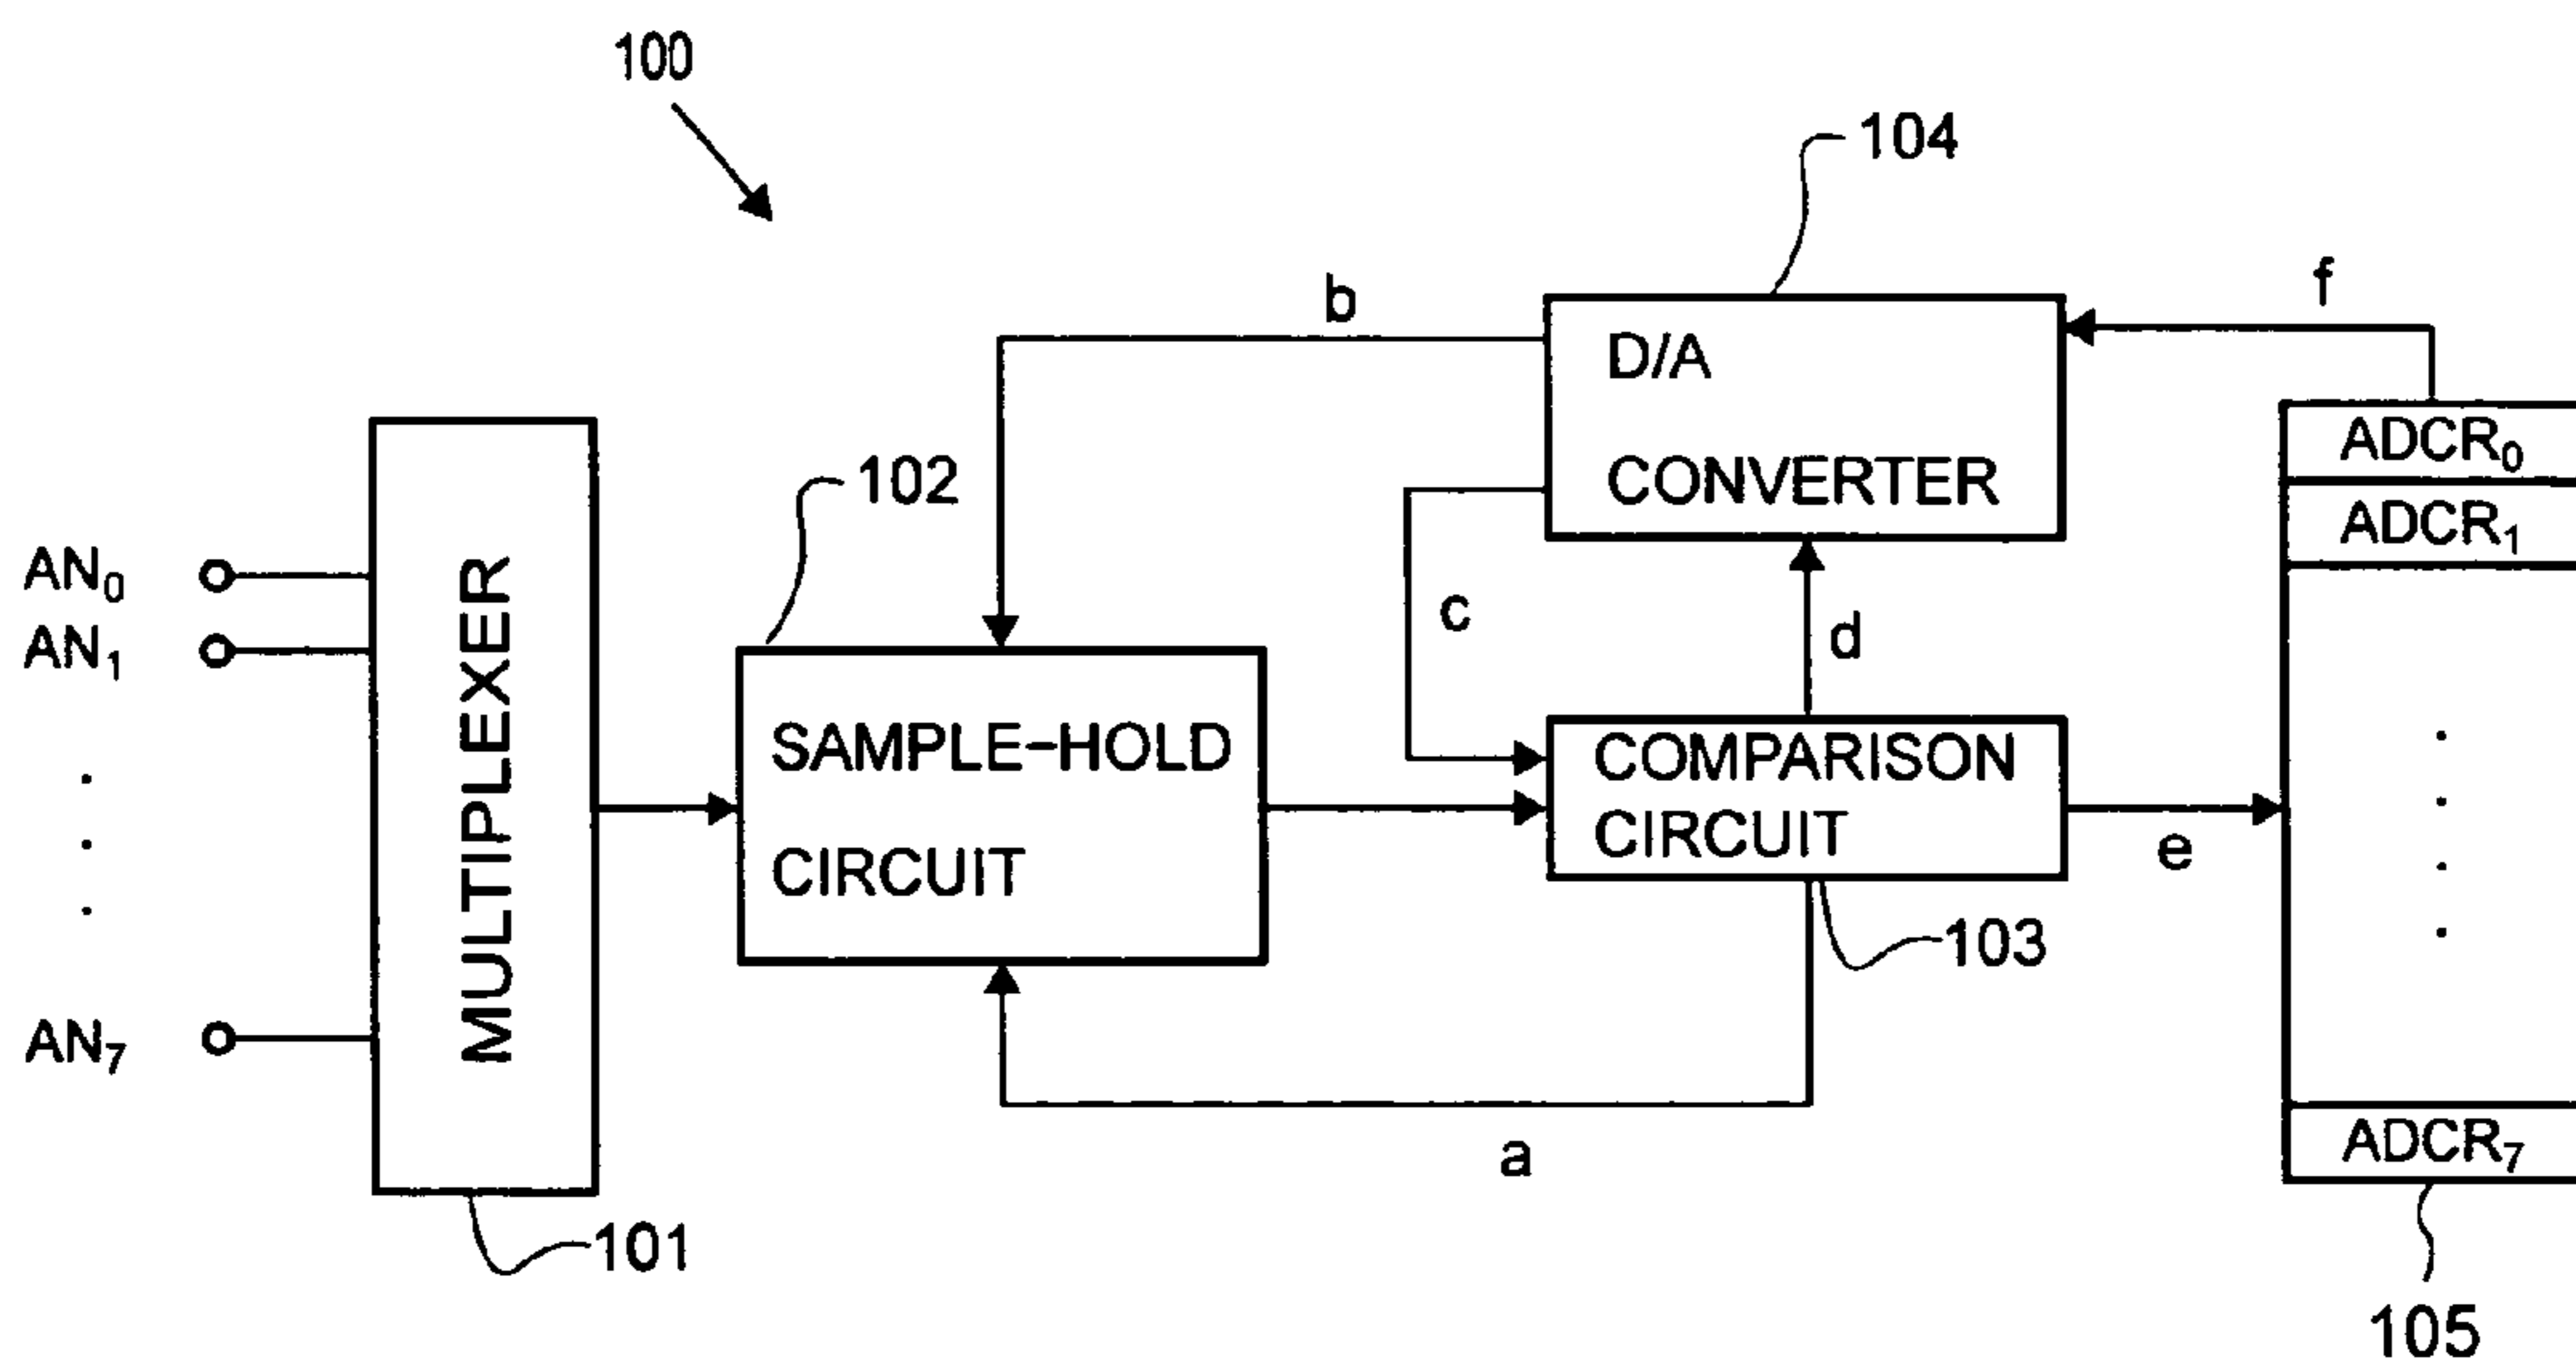 100
104
b
f
D/A
CONVERTER
ADCR₀
ADCR₁
102
AN₀
AN₁
AN₇
MULTIPLEXER
c
d
SAMPLE-HOLD
CIRCUIT
COMPARISON
CIRCUIT
e
103
a
ADCR₇
101
105